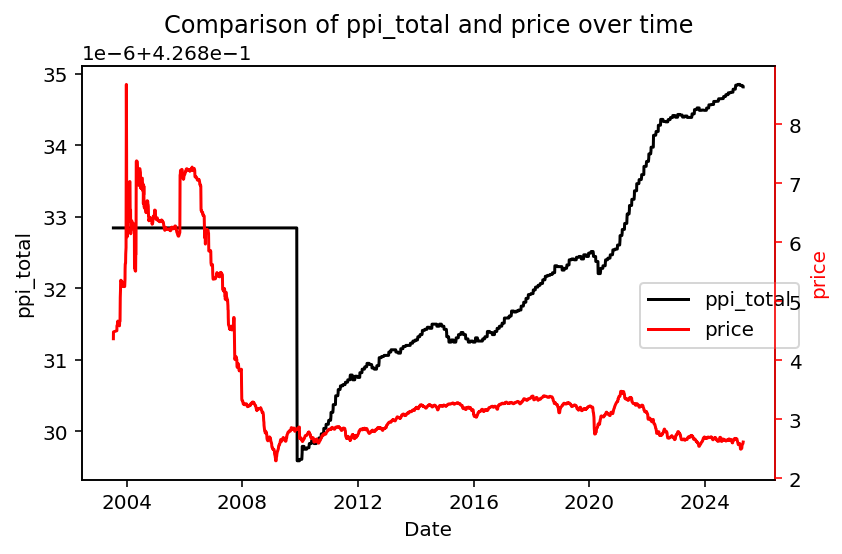 Comparison of ppi_total and price over time
1e−6+4.268e−1
35
34
33
32
31
30
ppi_total
8
7
6
5
4
3
2
price
ppi_total
price
2004
2008
2012
2016
2020
2024
Date